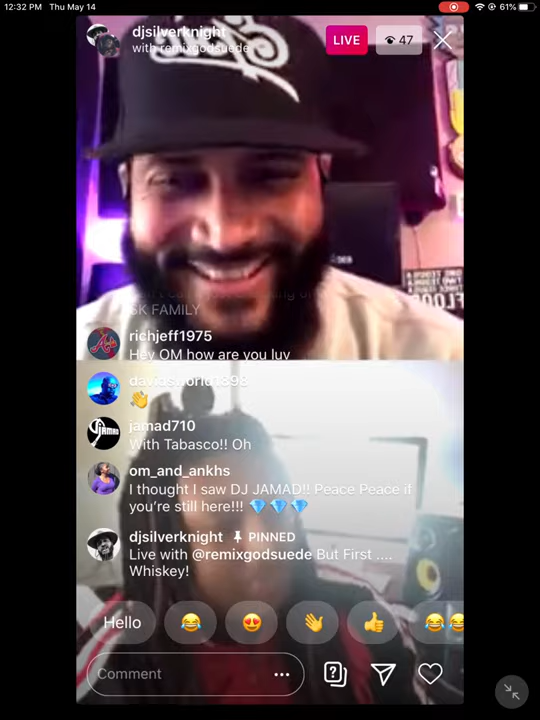 12:32 PM Thu May 14
61%
djsilverknight
with remixgodsuede
LIVE
47
SK FAMILY
richjeff1975
Hey OM how are you luv
davidsworld1898
jamad710
With Tabasco!! Oh
om_and_ankhs
I thought I saw DJ JAMAD!! Peace Peace if
you're still here!!! 💎💎💎
djsilverknight PINNED
Live with @remixgodsuede But First ....
Whiskey!
Hello
Comment